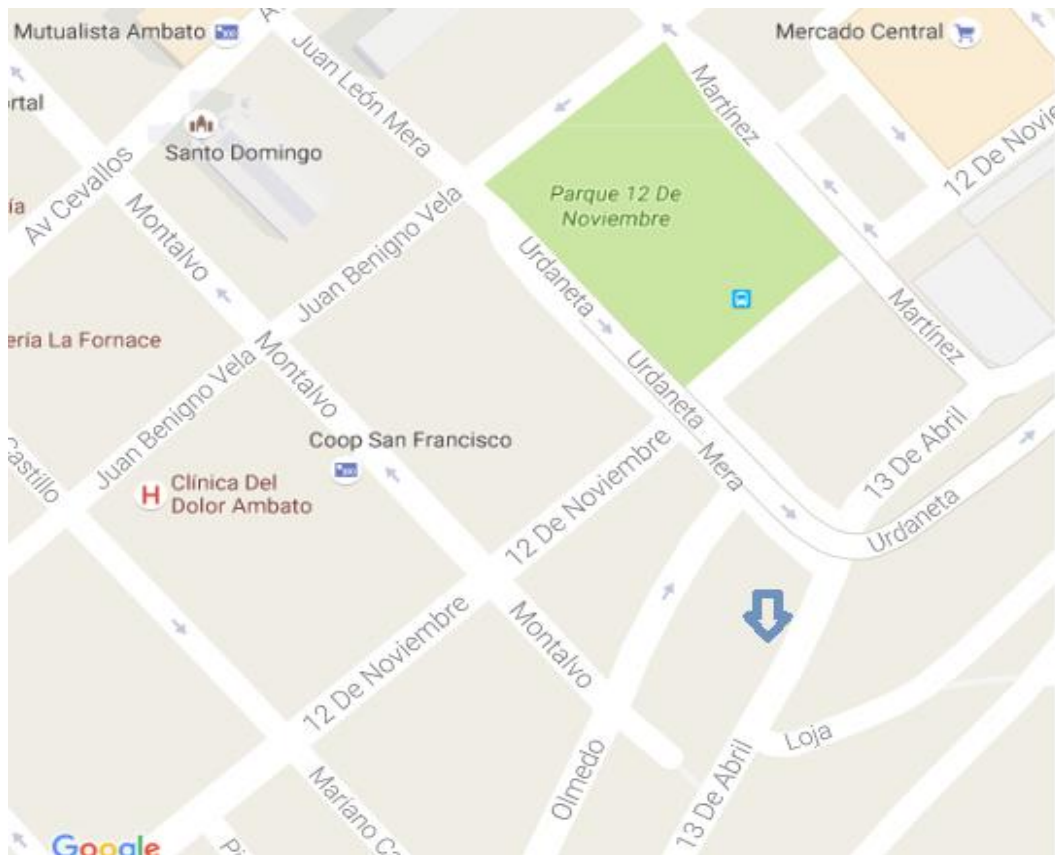 Mutualista Ambato
Mercado Central
Juan León Mera
Martínez
rtal
Santo Domingo
12 De Novie
Av Cevallos
Parque 12 De
Noviembre
ía
Montalvo
Juan Benigno Vela
Urdaneta
Martínez
ería La Fornace
Juan Benigno Vela
Montalvo
Urdaneta
Castillo
Coop San Francisco
Clínica Del
Dolor Ambato
H
12 De Noviembre
Mera
13 De Abril
Urdaneta
12 De Noviembre
Montalvo
Loja
Olmedo
13 De Abril
Mariano Ca
Pi
Google